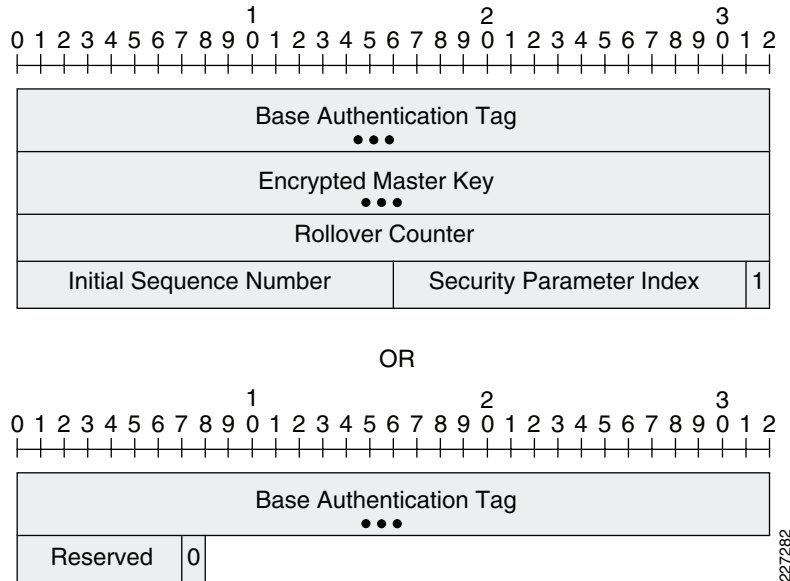 1 2 3
0 1 2 3 4 5 6 7 8 9 0 1 2 3 4 5 6 7 8 9 0 1 2 3 4 5 6 7 8 9 0 1 2
Base Authentication Tag
•••
Encrypted Master Key
•••
Rollover Counter
Initial Sequence Number Security Parameter Index 1
OR
1 2 3
0 1 2 3 4 5 6 7 8 9 0 1 2 3 4 5 6 7 8 9 0 1 2 3 4 5 6 7 8 9 0 1 2
Base Authentication Tag
•••
Reserved 0
227282